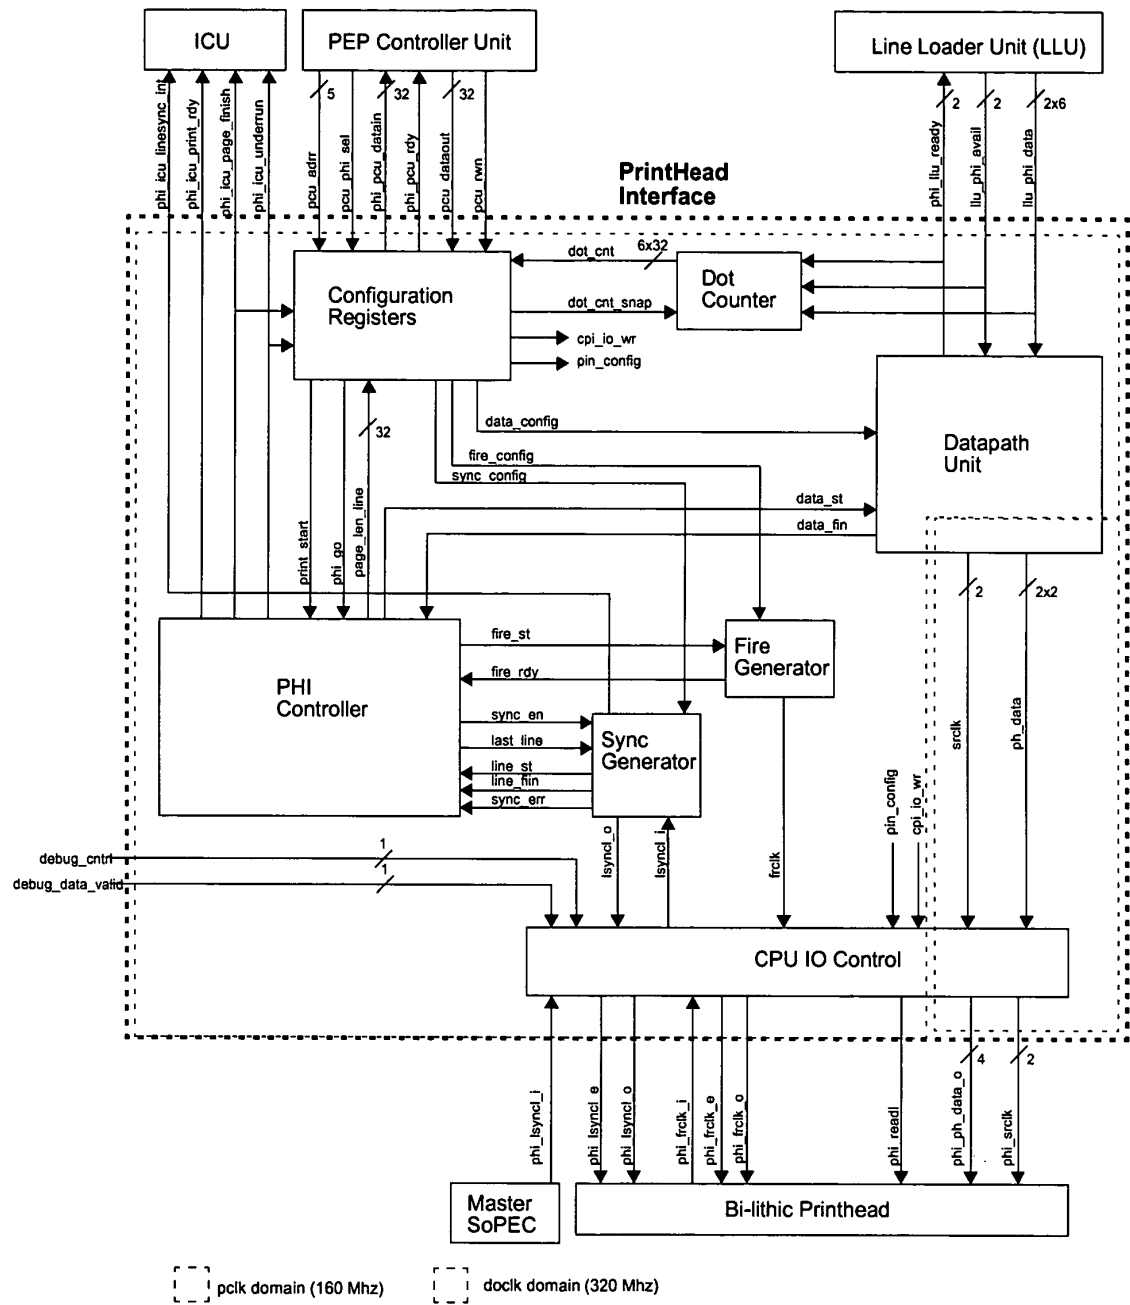 ICU
PEP Controller Unit
Line Loader Unit (LLU)
phi_icu_linesync_int
phi_icu_print_rdy
phi_icu_page_finish
phi_icu_underrun
5
pcu_adrr
pcu_phi_sel
32
phi_pcu_datain
phi_pcu_rdy
32
pcu_dataout
pcu_rwn
2
phi_llu_ready
2
llu_phi_avail
2x6
llu_phi_data
PrintHead
Interface
Configuration
Registers
dot_cnt
6x32
dot_cnt_snap
Dot
Counter
cpi_io_wr
pin_config
data_config
fire_config
sync_config
Datapath
Unit
32
print_start
phi_go
page_len_line
data_st
data_fin
2
srclk
2x2
ph_data
PHI
Controller
fire_st
fire_rdy
Fire
Generator
sync_en
last_line
line_st
line_fiin
sync_err
Sync
Generator
lsyncl_o
lsyncl_i
frclk
pin_config
cpi_io_wr
debug_cntrl
1
debug_data_valid
1
CPU IO Control
phi_lsyncl_i
phi_lsyncl_e
phi_lsyncl_o
phi_frclk_i
phi_frclk_e
phi_frclk_o
phi_readl
4
phi_ph_data_o
2
phi_srclk
Master
SoPEC
Bi-lithic Printhead
pclk domain (160 Mhz)
doclk domain (320 Mhz)